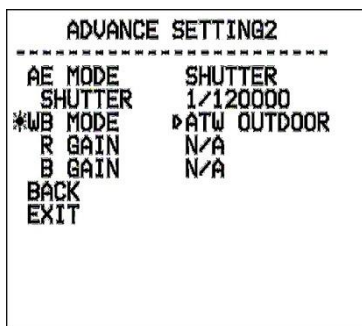 ADVANCE SETTING2
AE MODE SHUTTER
SHUTTER 1/120000
WB MODE ATW OUTDOOR
R GAIN N/A
B GAIN N/A
BACK
EXIT